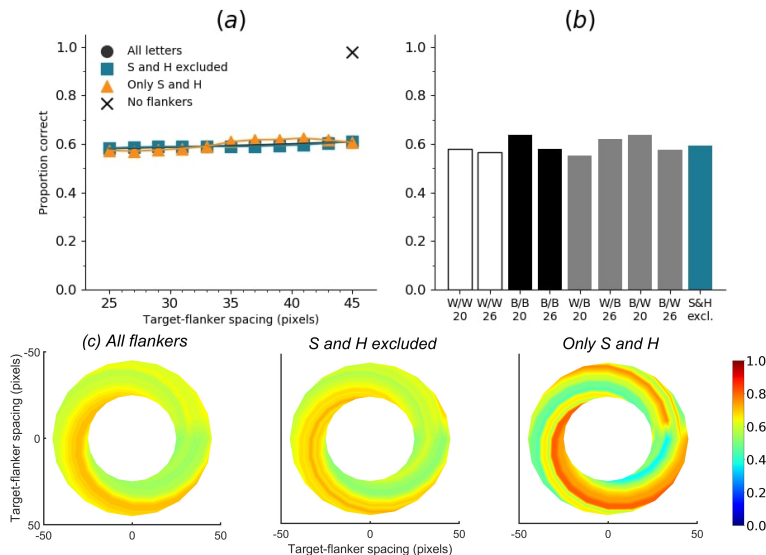 (a)
(b)
1.0
0.8
0.6
0.4
0.2
0.0
Proportion correct
All letters
S and H excluded
Only S and H
No flankers
25 30 35 40 45
Target-flanker spacing (pixels)
1.0
0.8
0.6
0.4
0.2
0.0
W/W W/W B/B B/B W/B W/B B/W B/W S&H
20 26 20 26 20 26 20 26 excl.
(c) All flankers
S and H excluded
Only S and H
Target-flanker spacing (pixels)
-50
0
50
-50 0 50
-50 0 50
-50 0 50
Target-flanker spacing (pixels)
1.0
0.8
0.6
0.4
0.2
0.0